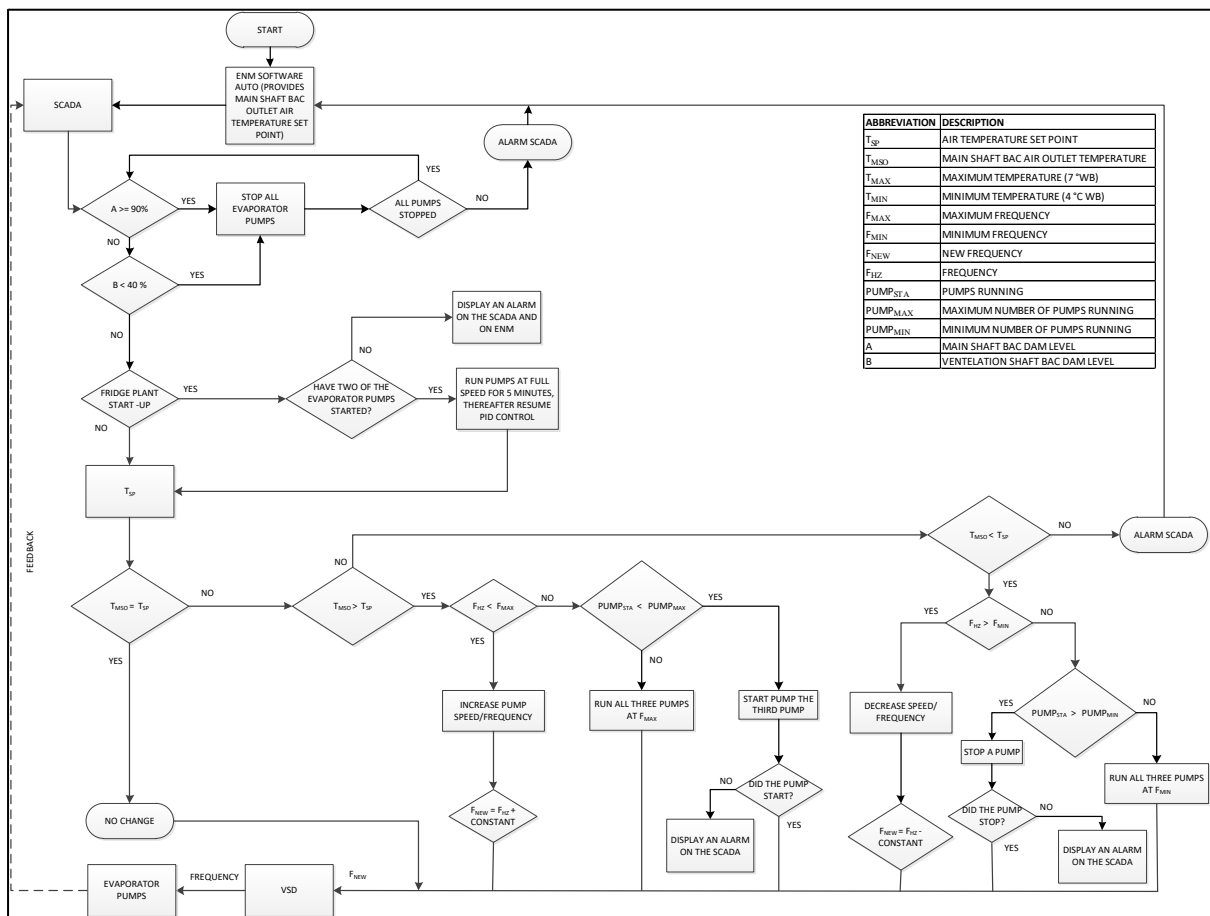 START
ENM SOFTWARE
AUTO (PROVIDES
MAIN SHAFT BAC
OUTLET AIR
TEMPERATURE SET
POINT)
SCADA
ALARM SCADA
ABBREVIATION DESCRIPTION
TSP AIR TEMPERATURE SET POINT
TMSO MAIN SHAFT BAC AIR OUTLET TEMPERATURE
TMAX MAXIMUM TEMPERATURE (7 °WB)
TMIN MINIMUM TEMPERATURE (4 °C WB)
FMAX MAXIMUM FREQUENCY
FMIN MINIMUM FREQUENCY
FNEW NEW FREQUENCY
FHZ FREQUENCY
PUMPSTA PUMPS RUNNING
PUMPMAX MAXIMUM NUMBER OF PUMPS RUNNING
PUMPMIN MINIMUM NUMBER OF PUMPS RUNNING
A MAIN SHAFT BAC DAM LEVEL
B VENTELATION SHAFT BAC DAM LEVEL
YES
A >= 90%
YES
STOP ALL
EVAPORATOR
PUMPS
ALL PUMPS
STOPPED
NO
NO
B < 40 %
YES
NO
DISPLAY AN ALARM
ON THE SCADA AND
ON ENM
NO
FRIDGE PLANT
START -UP
YES
HAVE TWO OF THE
EVAPORATOR PUMPS
STARTED?
YES
RUN PUMPS AT FULL
SPEED FOR 5 MINUTES,
THEREAFTER RESUME
PID CONTROL
NO
TSP
FEEDBACK
TMSO = TSP
NO
NO
TMSO > TSP
YES
FHZ < FMAX
NO
PUMPSTA < PUMPMAX
YES
TMSO < TSP
NO
ALARM SCADA
YES
YES
FHZ > FMIN
NO
YES
YES
NO
INCREASE PUMP
SPEED/FREQUENCY
RUN ALL THREE PUMPS
AT FMAX
START PUMP THE
THIRD PUMP
DECREASE SPEED/
FREQUENCY
YES
PUMPSTA > PUMPMIN
NO
STOP A PUMP
RUN ALL THREE PUMPS
AT FMIN
NO CHANGE
FNEW = FHZ +
CONSTANT
NO
DID THE PUMP
START?
YES
DISPLAY AN ALARM
ON THE SCADA
FNEW = FHZ -
CONSTANT
DID THE PUMP
STOP?
NO
YES
DISPLAY AN ALARM
ON THE SCADA
EVAPORATOR
PUMPS
FREQUENCY
VSD
FNEW